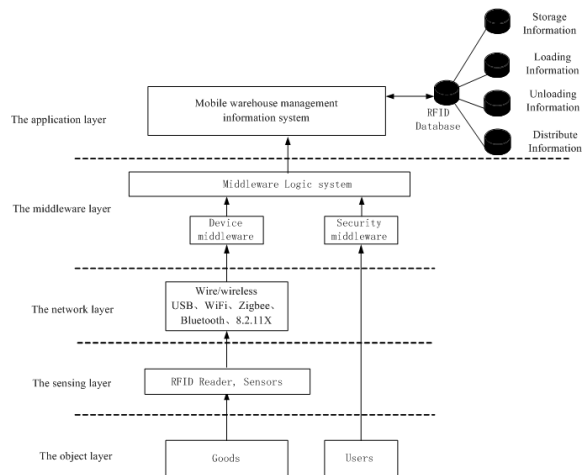 Storage
Information
Loading
Information
Unloading
Information
Distribute
Information
RFID
Database
Mobile warehouse management
information system
The application layer
Middleware Logic system
The middleware layer
Device
middleware
Security
middleware
Wire/wireless
USB、WiFi、Zigbee、
Bluetooth、8.2.11X
The network layer
RFID Reader, Sensors
The sensing layer
The object layer
Goods
Users